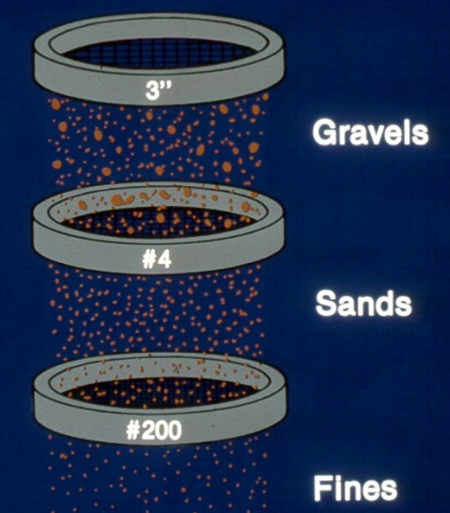 3”
Gravels
#4
Sands
#200
Fines